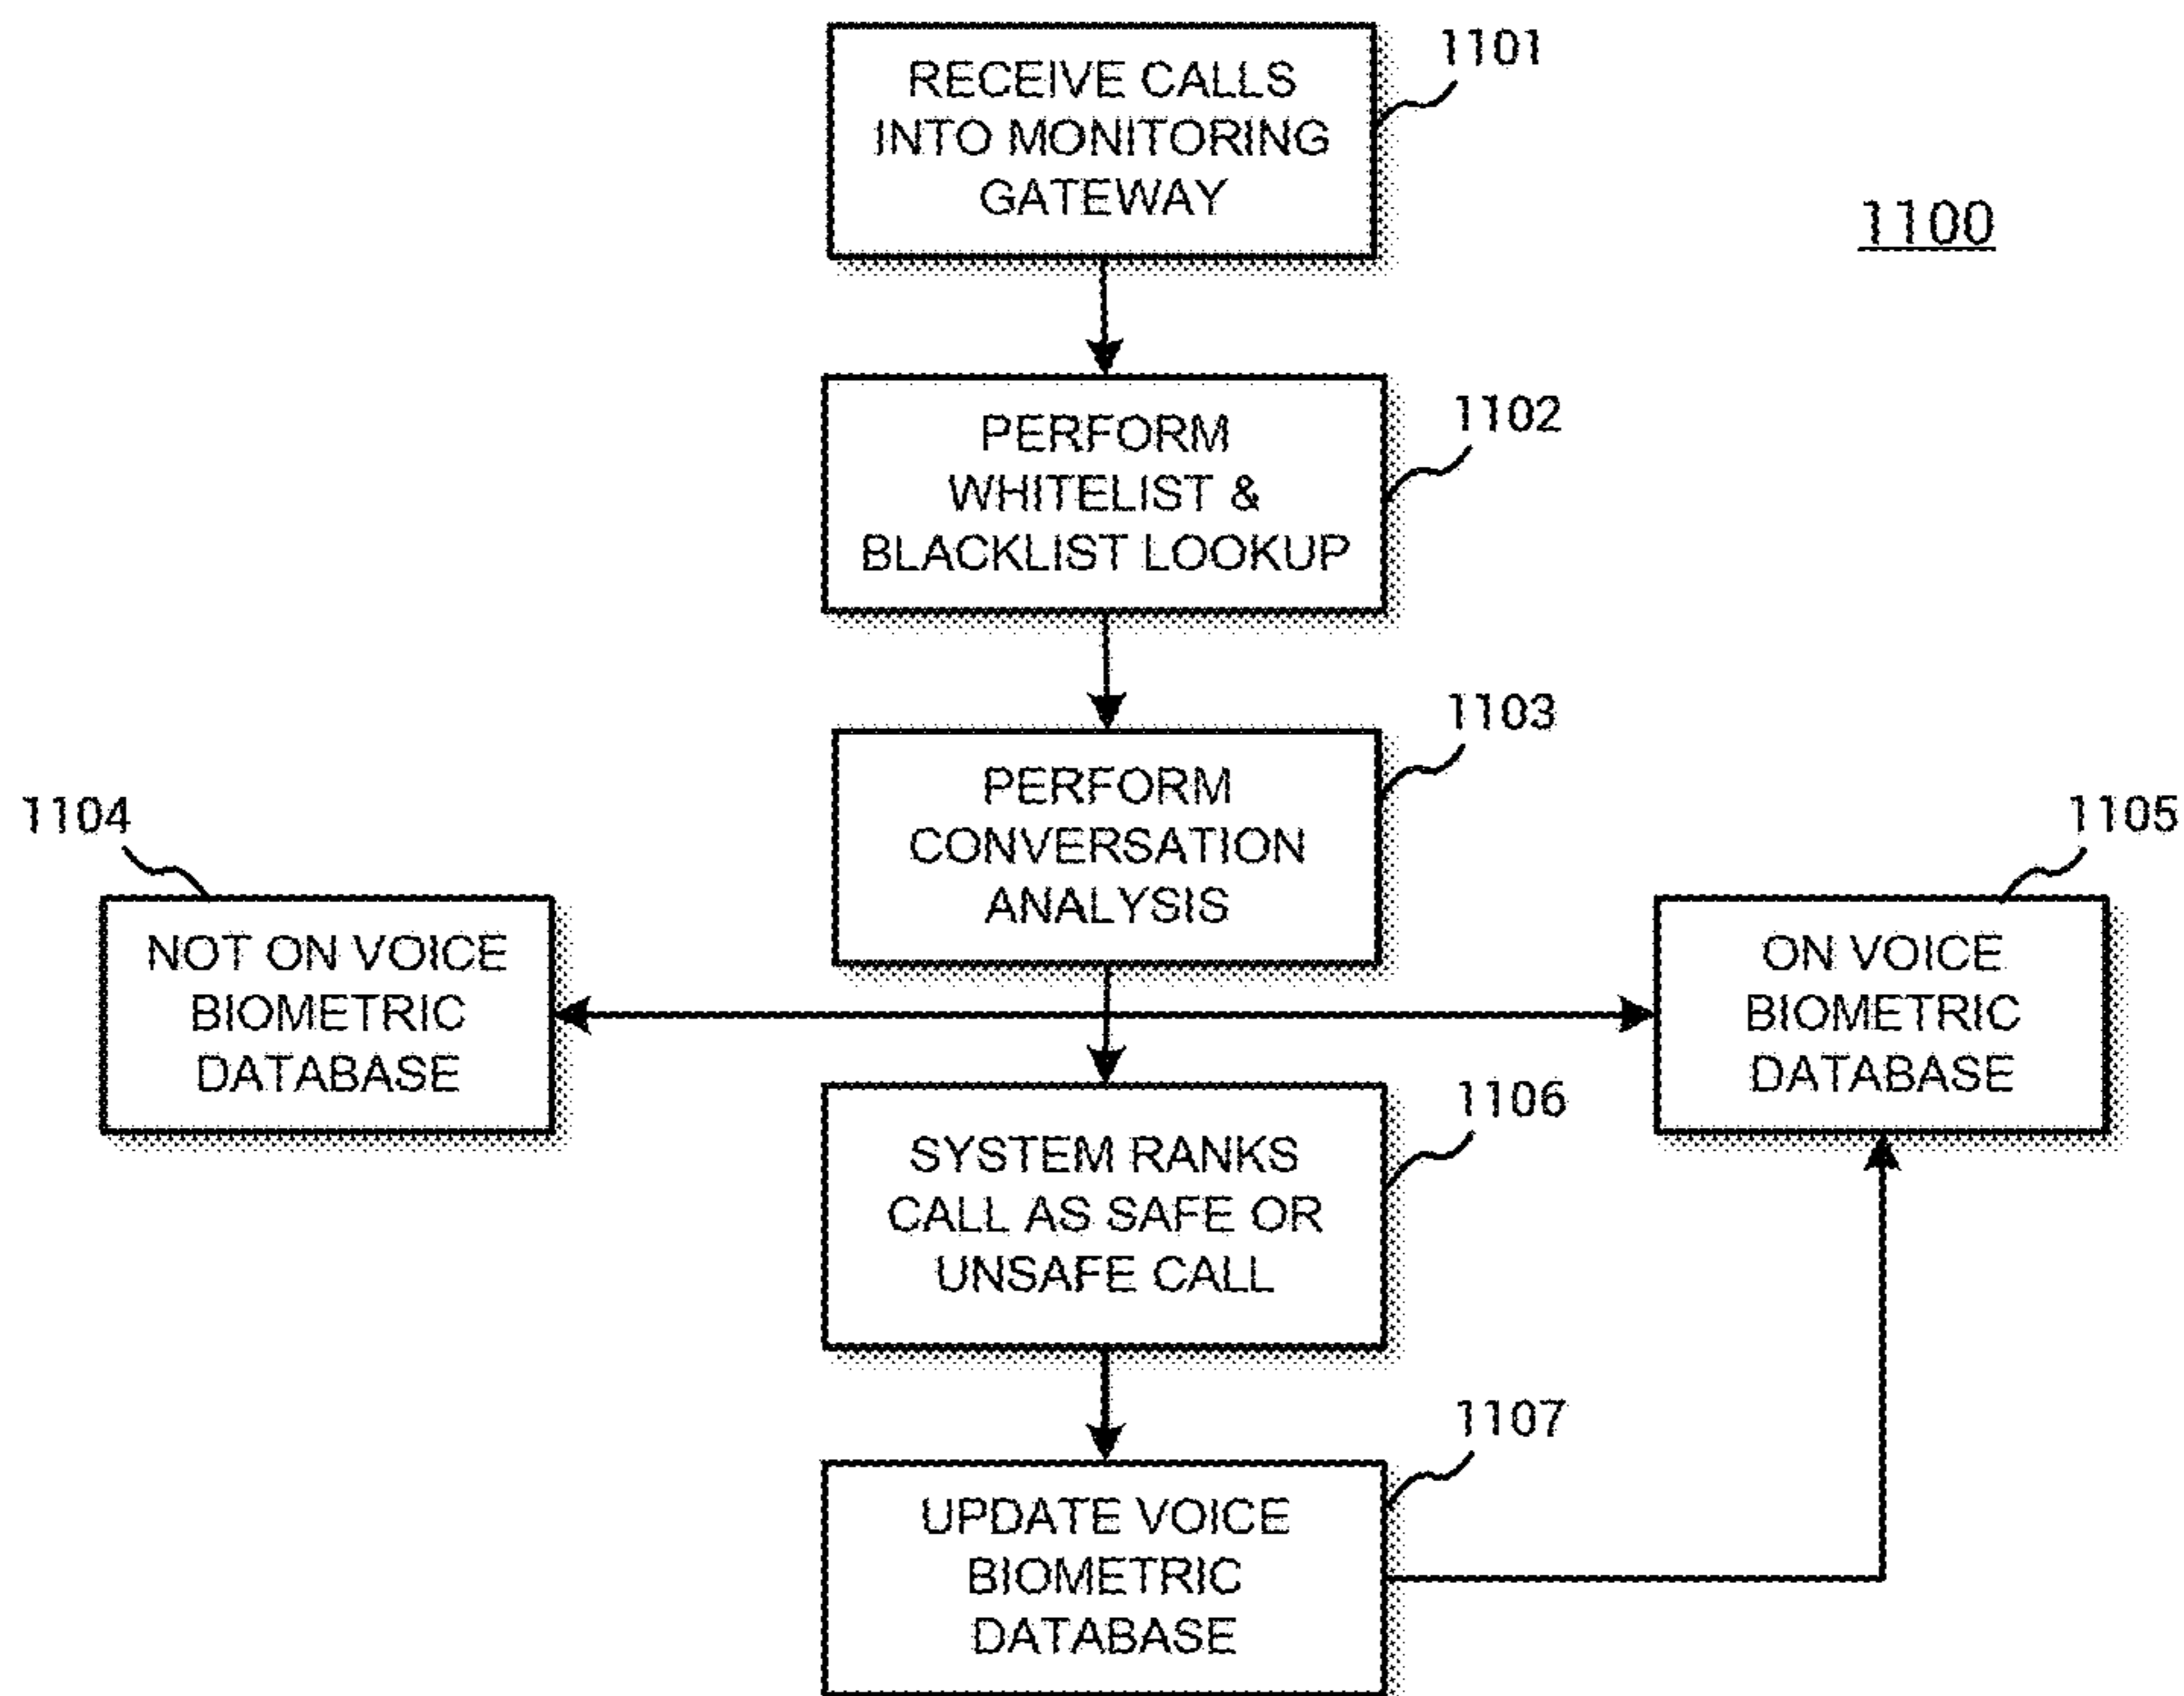 1101
RECEIVE CALLS
INTO MONITORING
GATEWAY
1100
1102
PERFORM
WHITELIST &
BLACKLIST LOOKUP
1103
PERFORM
CONVERSATION
ANALYSIS
1104
NOT ON VOICE
BIOMETRIC
DATABASE
1105
ON VOICE
BIOMETRIC
DATABASE
1106
SYSTEM RANKS
CALL AS SAFE OR
UNSAFE CALL
1107
UPDATE VOICE
BIOMETRIC
DATABASE